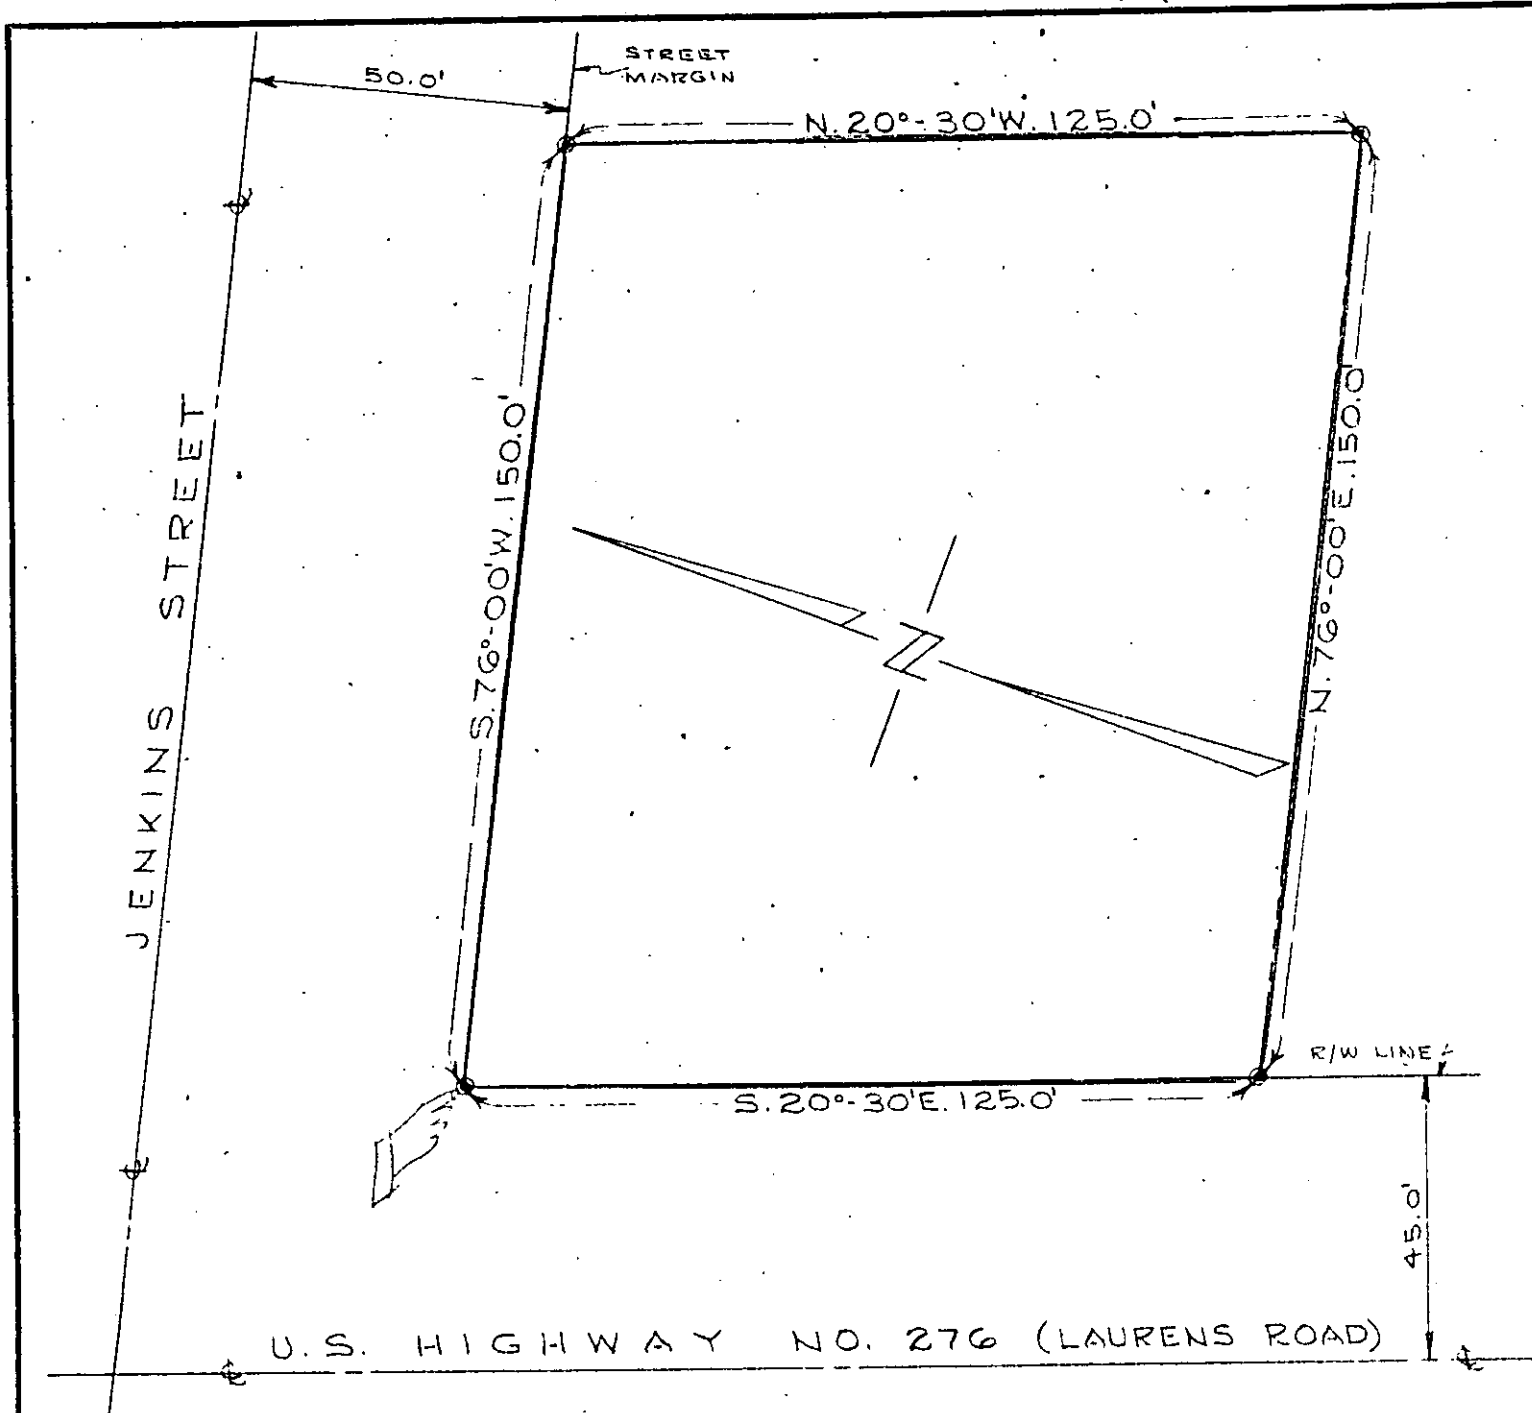 50.0'
STREET
MARGIN
N. 20°-30'W. 125.0'
JENKINS STREET
S. 76°-00'W. 150.0'
N. 76°-00'E. 150.0'
N
R/W LINE
S. 20°-30'E. 125.0'
45.0'
U.S. HIGHWAY NO. 276 (LAURENS ROAD)